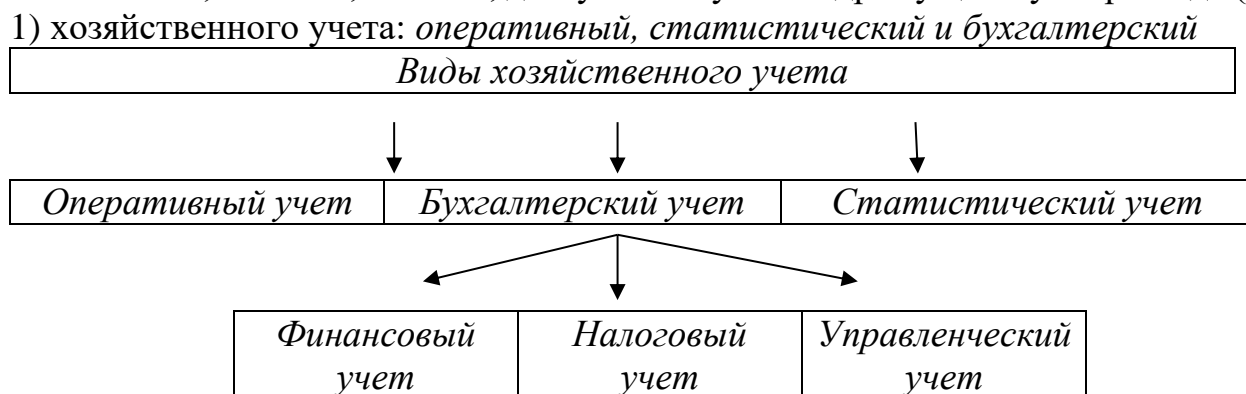 1) хозяйственного учета: оперативный, статистический и бухгалтерский
Виды хозяйственного учета
Оперативный учет Бухгалтерский учет Статистический учет
Финансовый учет Налоговый учет Управленческий учет